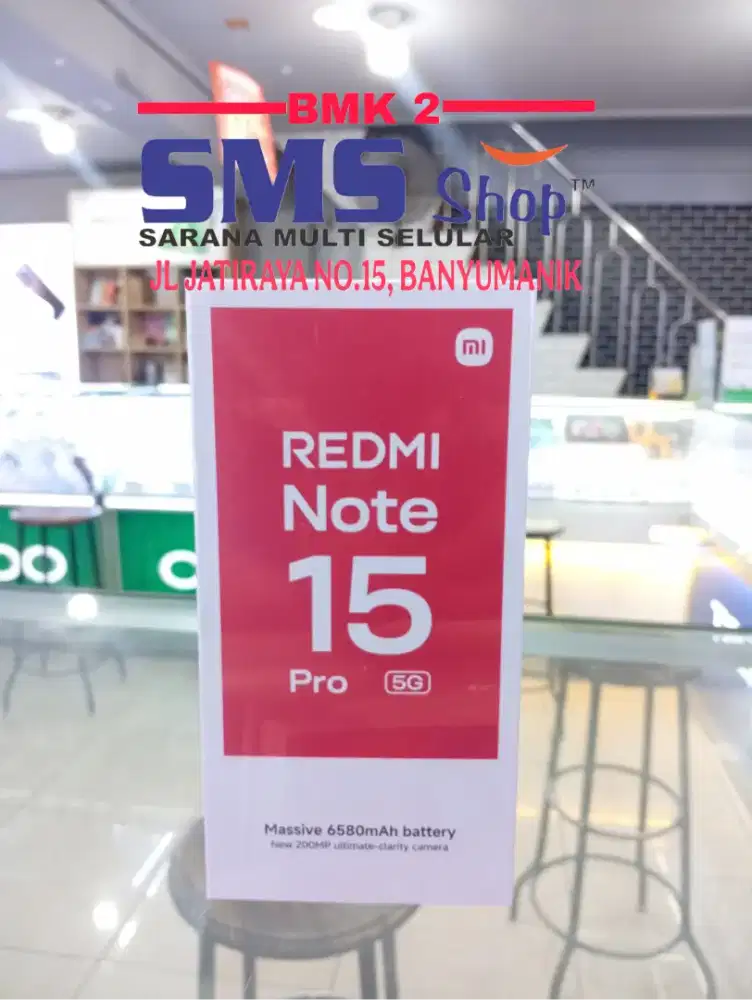 BMK 2
SMS Shop™
SARANA MULTI SELULAR
JL JATIRAYA NO.15, BANYUMANIK
mi
REDMI
Note
15
Pro 5G
Massive 6580mAh battery
New 200MP ultimate-clarity camera